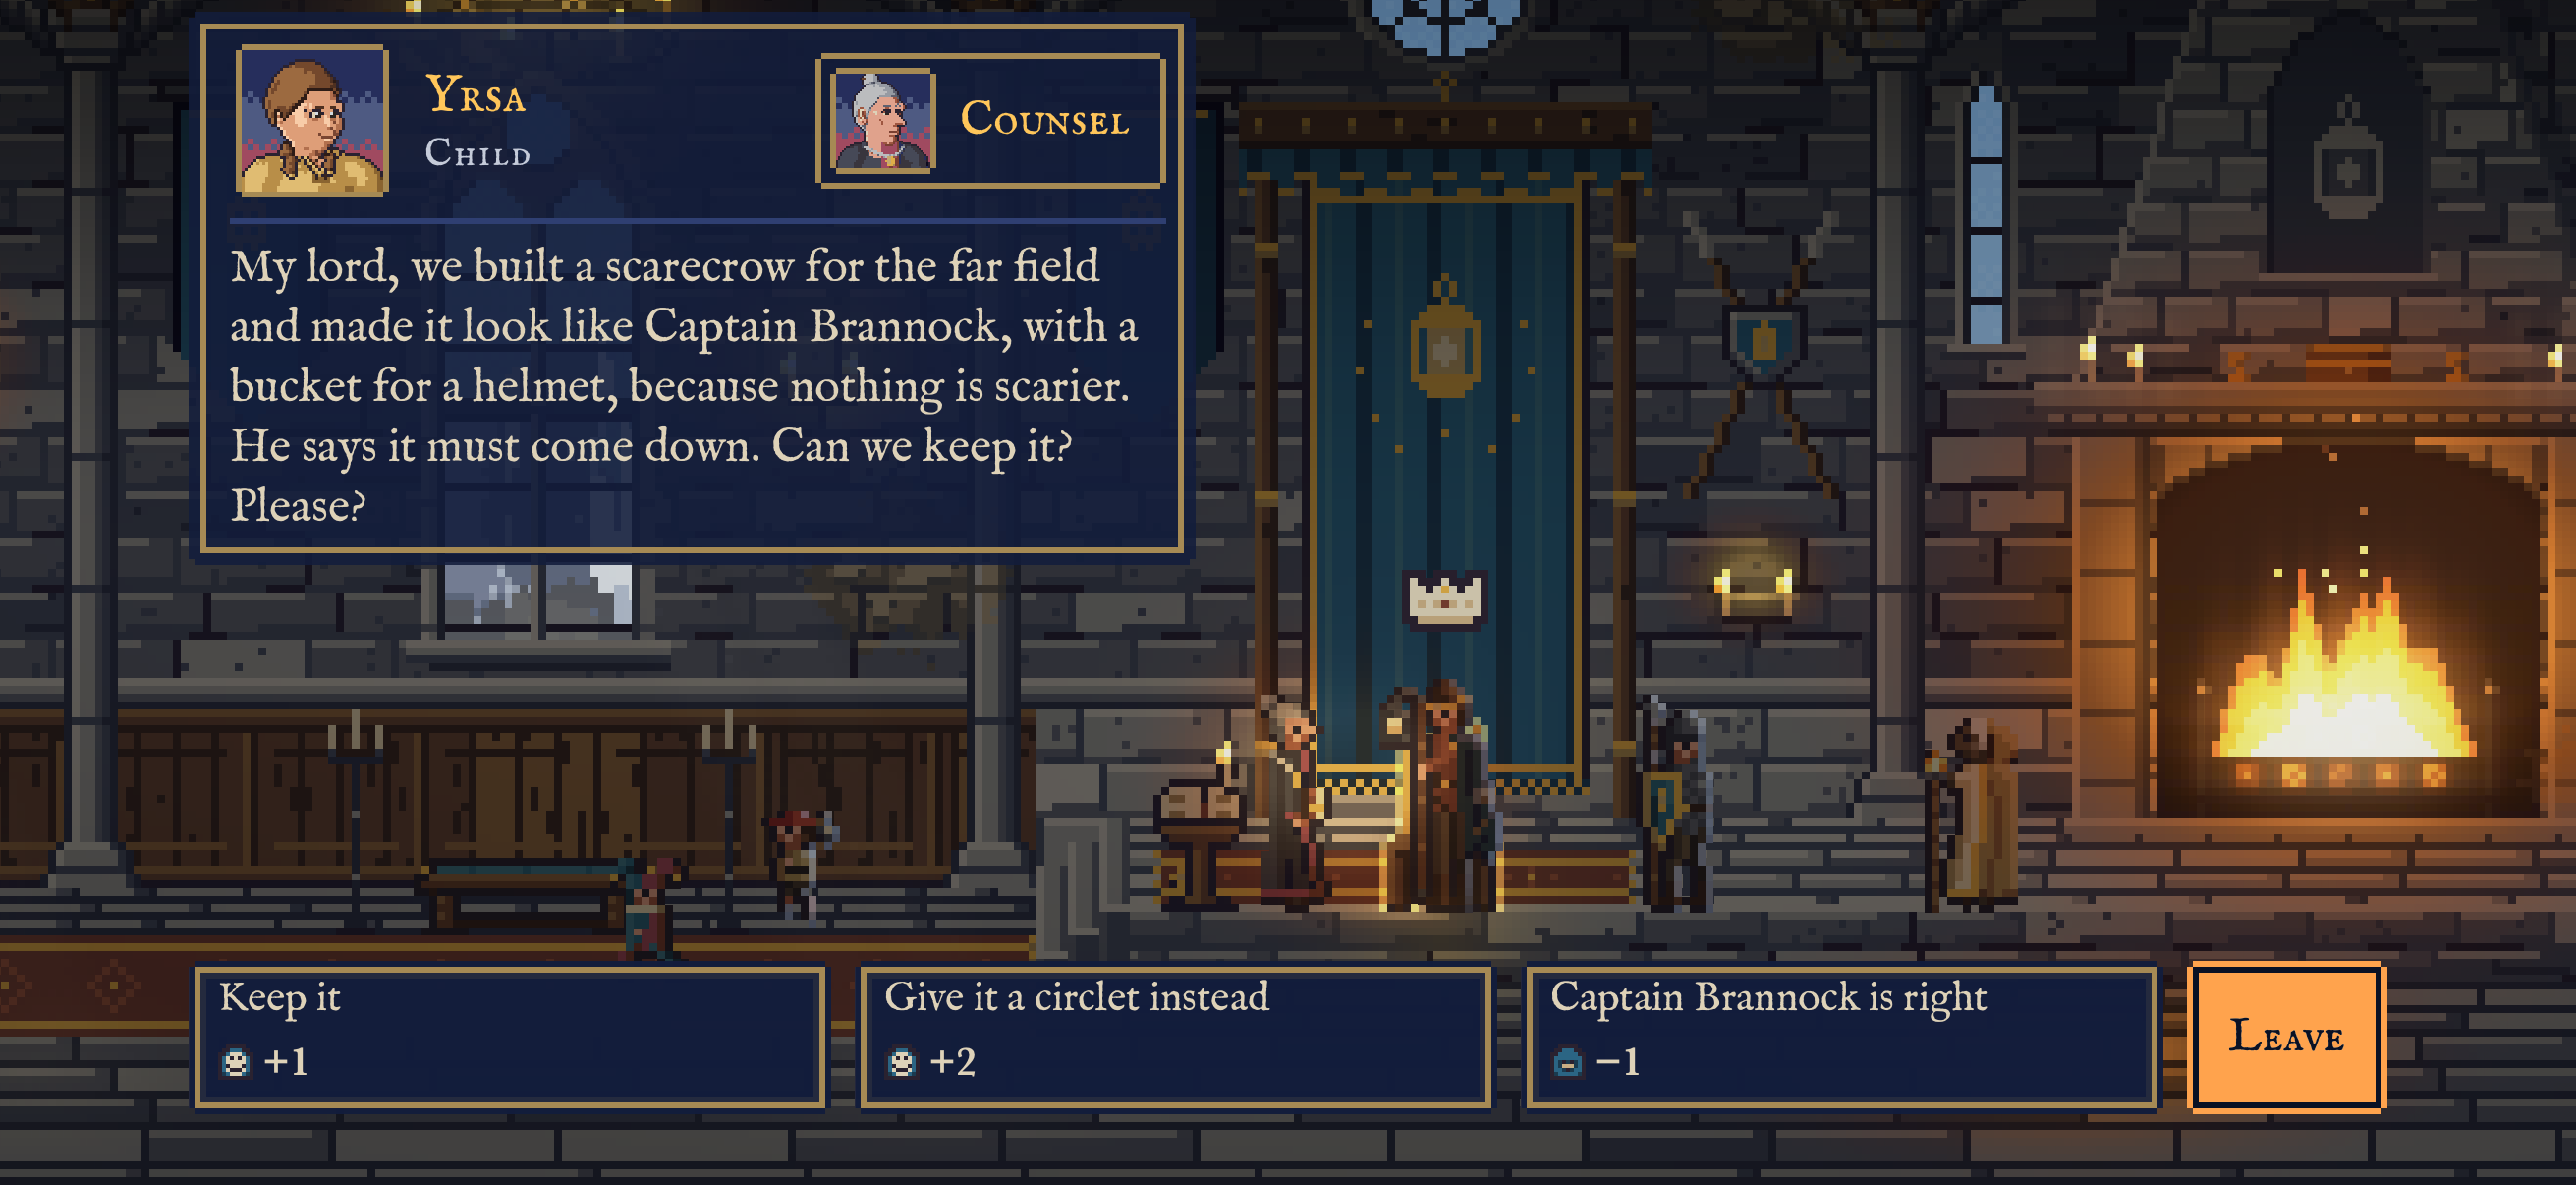 Yrsa
Child
Counsel
My lord, we built a scarecrow for the far field
and made it look like Captain Brannock, with a
bucket for a helmet, because nothing is scarier.
He says it must come down. Can we keep it?
Please?
Keep it
+1
Give it a circlet instead
+2
Captain Brannock is right
−1
Leave